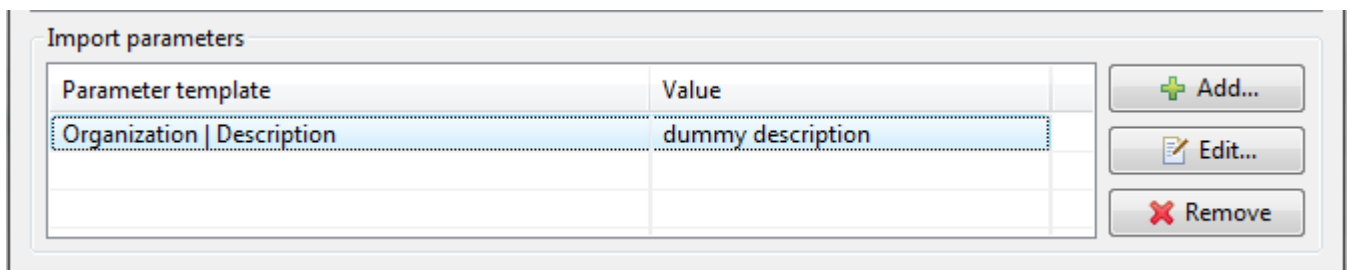 Import parameters
Parameter template Value
Organization | Description dummy description
Add...
Edit...
Remove